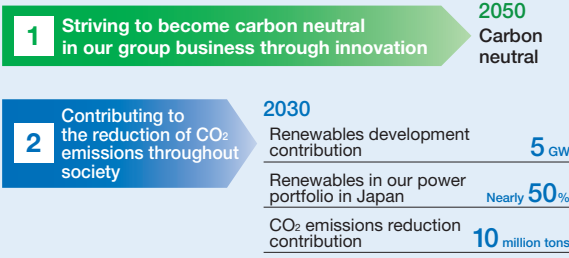 1
Striving to become carbon neutral
in our group business through innovation
2050
Carbon
neutral
2
Contributing to
the reduction of CO₂
emissions throughout
society
2030
Renewables development
contribution
5 GW
Renewables in our power
portfolio in Japan
Nearly 50%
CO₂ emissions reduction
contribution
10 million tons